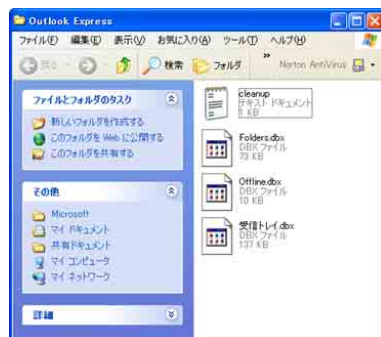 Outlook Express
ファイル(F) 編集(E) 表示(V) お気に入り(A) ツール(T) ヘルプ(H)
戻る 検索 フォルダ » Norton AntiVirus
ファイルとフォルダのタスク
新しいフォルダを作成する
このフォルダを Web に公開する
このフォルダを共有する
その他
Microsoft
マイ ドキュメント
共有ドキュメント
マイ コンピュータ
マイ ネットワーク
詳細
cleanup
テキスト ドキュメント
1 KB
Folders.dbx
DBX ファイル
73 KB
Offline.dbx
DBX ファイル
10 KB
受信トレイ.dbx
DBX ファイル
137 KB